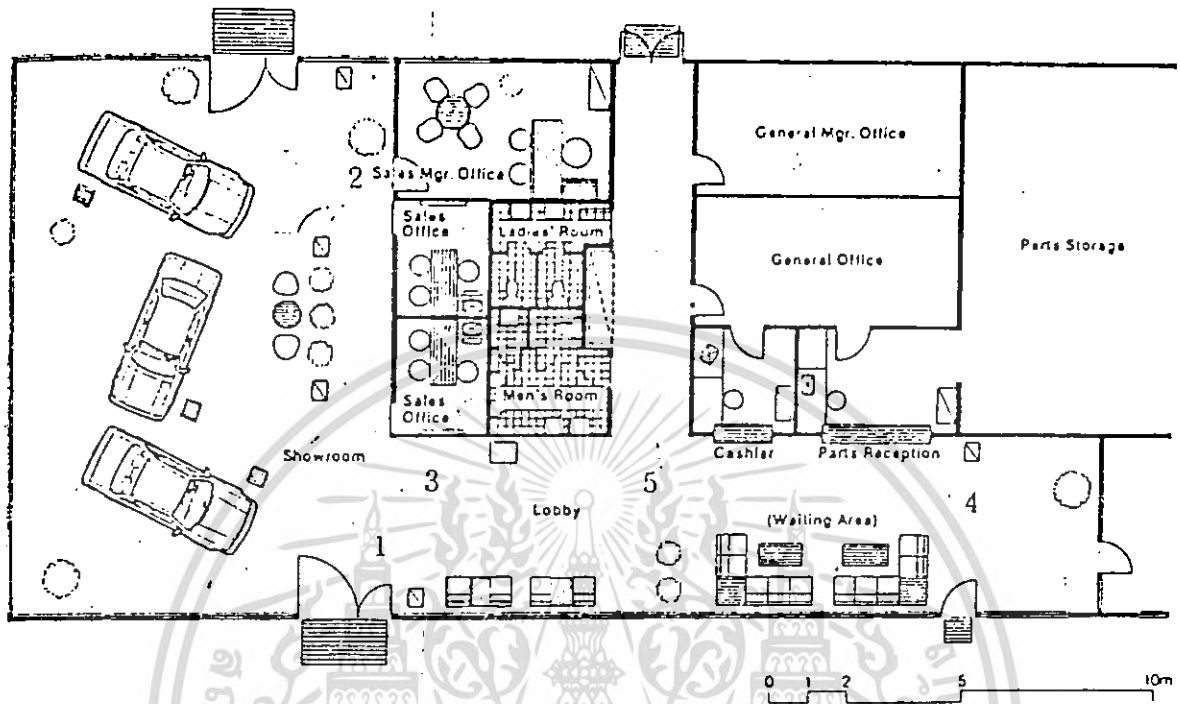 General Mgr. Office
2 Sales Mgr. Office
Sales
Office
Ladies' Room
General Office
Parts Storage
Sales
Office
Men's Room
Showroom
Cashier
Parts Reception
3
5
4
Lobby
(Waiting Area)
1
0 1 2 5 10m